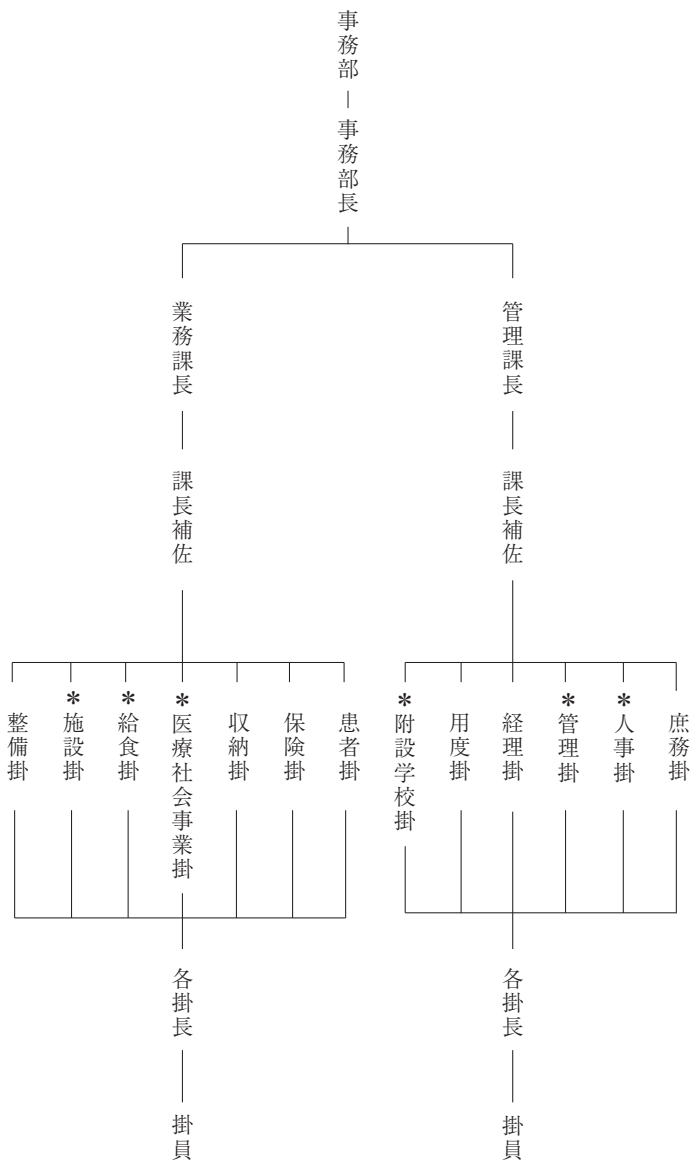 事務部
事務部長
管理課長
課長補佐
庶務掛
*人事掛
*管理掛
経理掛
用度掛
*附設学校掛
各掛長
掛員
業務課長
課長補佐
患者掛
保険掛
収納掛
*医療社会事業掛
*給食掛
*施設掛
整備掛
各掛長
掛員